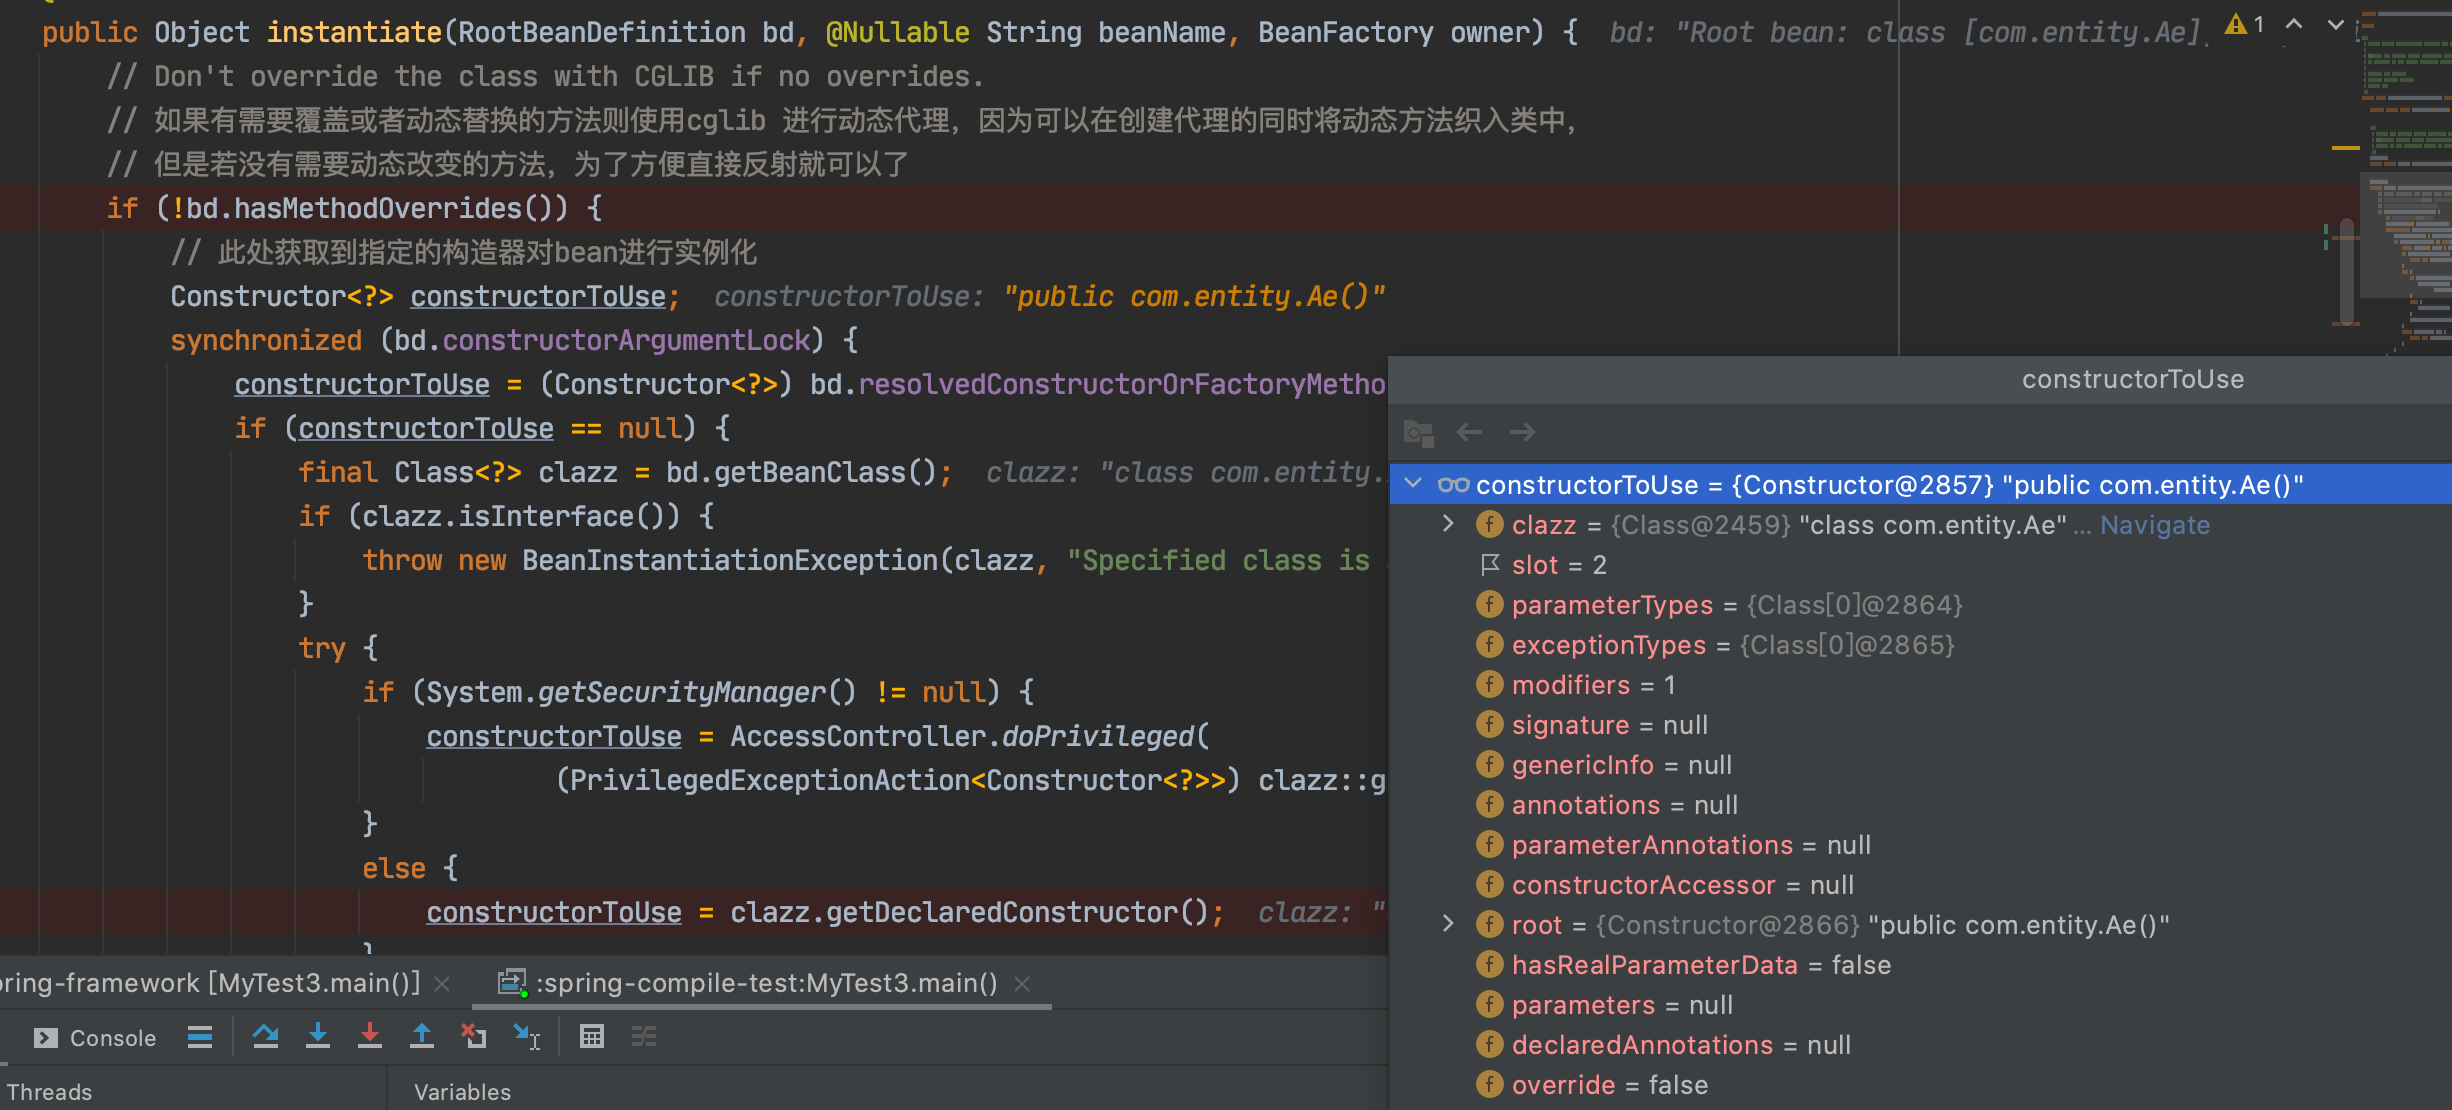 public Object instantiate(RootBeanDefinition bd, @Nullable String beanName, BeanFactory owner) {  bd: "Root bean: class [com.entity.Ae]  1
// Don't override the class with CGLIB if no overrides.
// 如果有需要覆盖或者动态替换的方法则使用cglib 进行动态代理，因为可以在创建代理的同时将动态方法织入类中，
// 但是若没有需要动态改变的方法，为了方便直接反射就可以了
if (!bd.hasMethodOverrides()) {
// 此处获取到指定的构造器对bean进行实例化
Constructor<?> constructorToUse;  constructorToUse: "public com.entity.Ae()"
synchronized (bd.constructorArgumentLock) {
constructorToUse = (Constructor<?>) bd.resolvedConstructorOrFactoryMetho
if (constructorToUse == null) {
final Class<?> clazz = bd.getBeanClass();  clazz: "class com.entity.
if (clazz.isInterface()) {
throw new BeanInstantiationException(clazz, "Specified class is
}
try {
if (System.getSecurityManager() != null) {
constructorToUse = AccessController.doPrivileged(
(PrivilegedExceptionAction<Constructor<?>>) clazz::g
}
else {
constructorToUse = clazz.getDeclaredConstructor();  clazz: "
}
constructorToUse
constructorToUse = {Constructor@2857} "public com.entity.Ae()"
clazz = {Class@2459} "class com.entity.Ae" ... Navigate
slot = 2
parameterTypes = {Class[0]@2864}
exceptionTypes = {Class[0]@2865}
modifiers = 1
signature = null
genericInfo = null
annotations = null
parameterAnnotations = null
constructorAccessor = null
root = {Constructor@2866} "public com.entity.Ae()"
hasRealParameterData = false
parameters = null
declaredAnnotations = null
override = false
ring-framework [MyTest3.main()]  :spring-compile-test:MyTest3.main()
Console
Threads  Variables